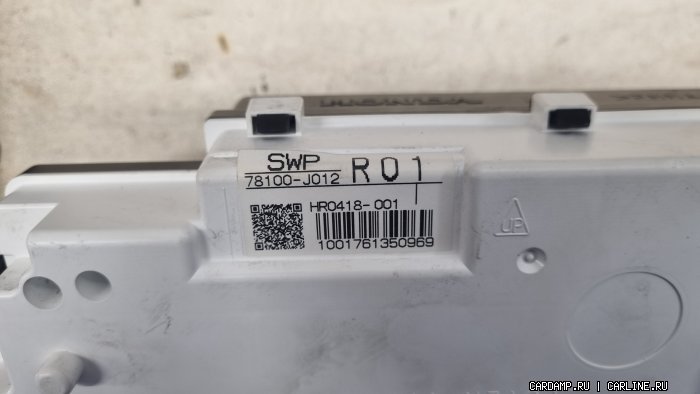 SWP
78100-J012 R01
HR0418-001
1001761350969
UP
CARDAMP.RU | CARLINE.RU